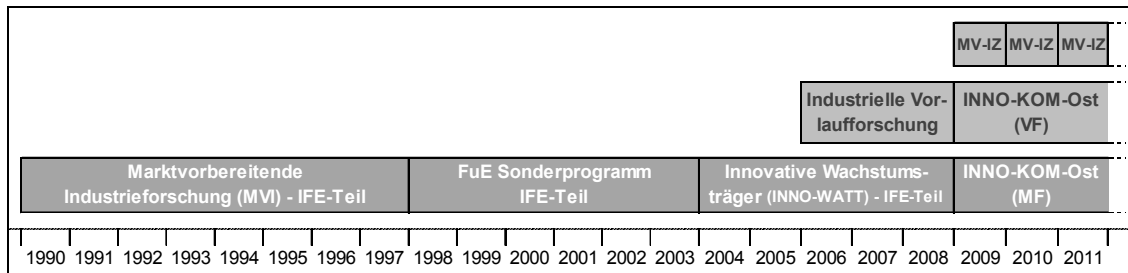 MV-IZ MV-IZ MV-IZ
Industrielle Vor-
laufforschung
INNO-KOM-Ost
(VF)
Marktvorbereitende
Industrieforschung (MVI) - IFE-Teil
FuE Sonderprogramm
IFE-Teil
Innovative Wachstums-
träger (INNO-WATT) - IFE-Teil
INNO-KOM-Ost
(MF)
1990 1991 1992 1993 1994 1995 1996 1997 1998 1999 2000 2001 2002 2003 2004 2005 2006 2007 2008 2009 2010 2011